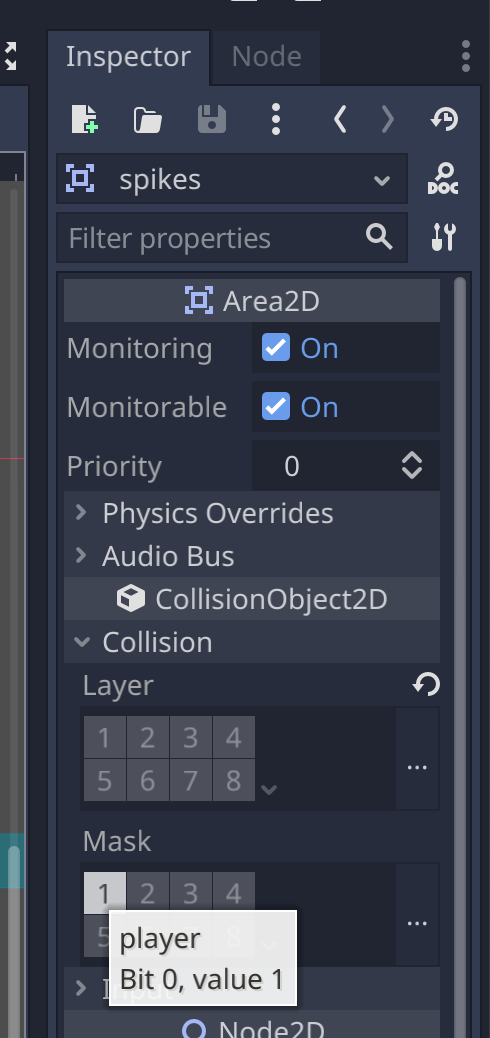 Inspector Node
DOC
spikes
Filter properties
Area2D
Monitoring On
Monitorable On
Priority 0
Physics Overrides
Audio Bus
CollisionObject2D
Collision
Layer
1 2 3 4
5 6 7 8
...
Mask
1 2 3 4
5 8
...
player
Bit 0, value 1
Input
Node2D